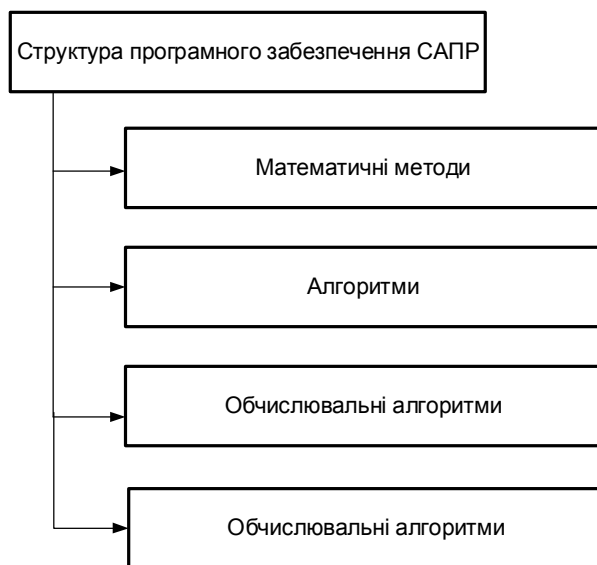 Структура програмного забезпечення САПР
Математичні методи
Алгоритми
Обчислювальні алгоритми
Обчислювальні алгоритми